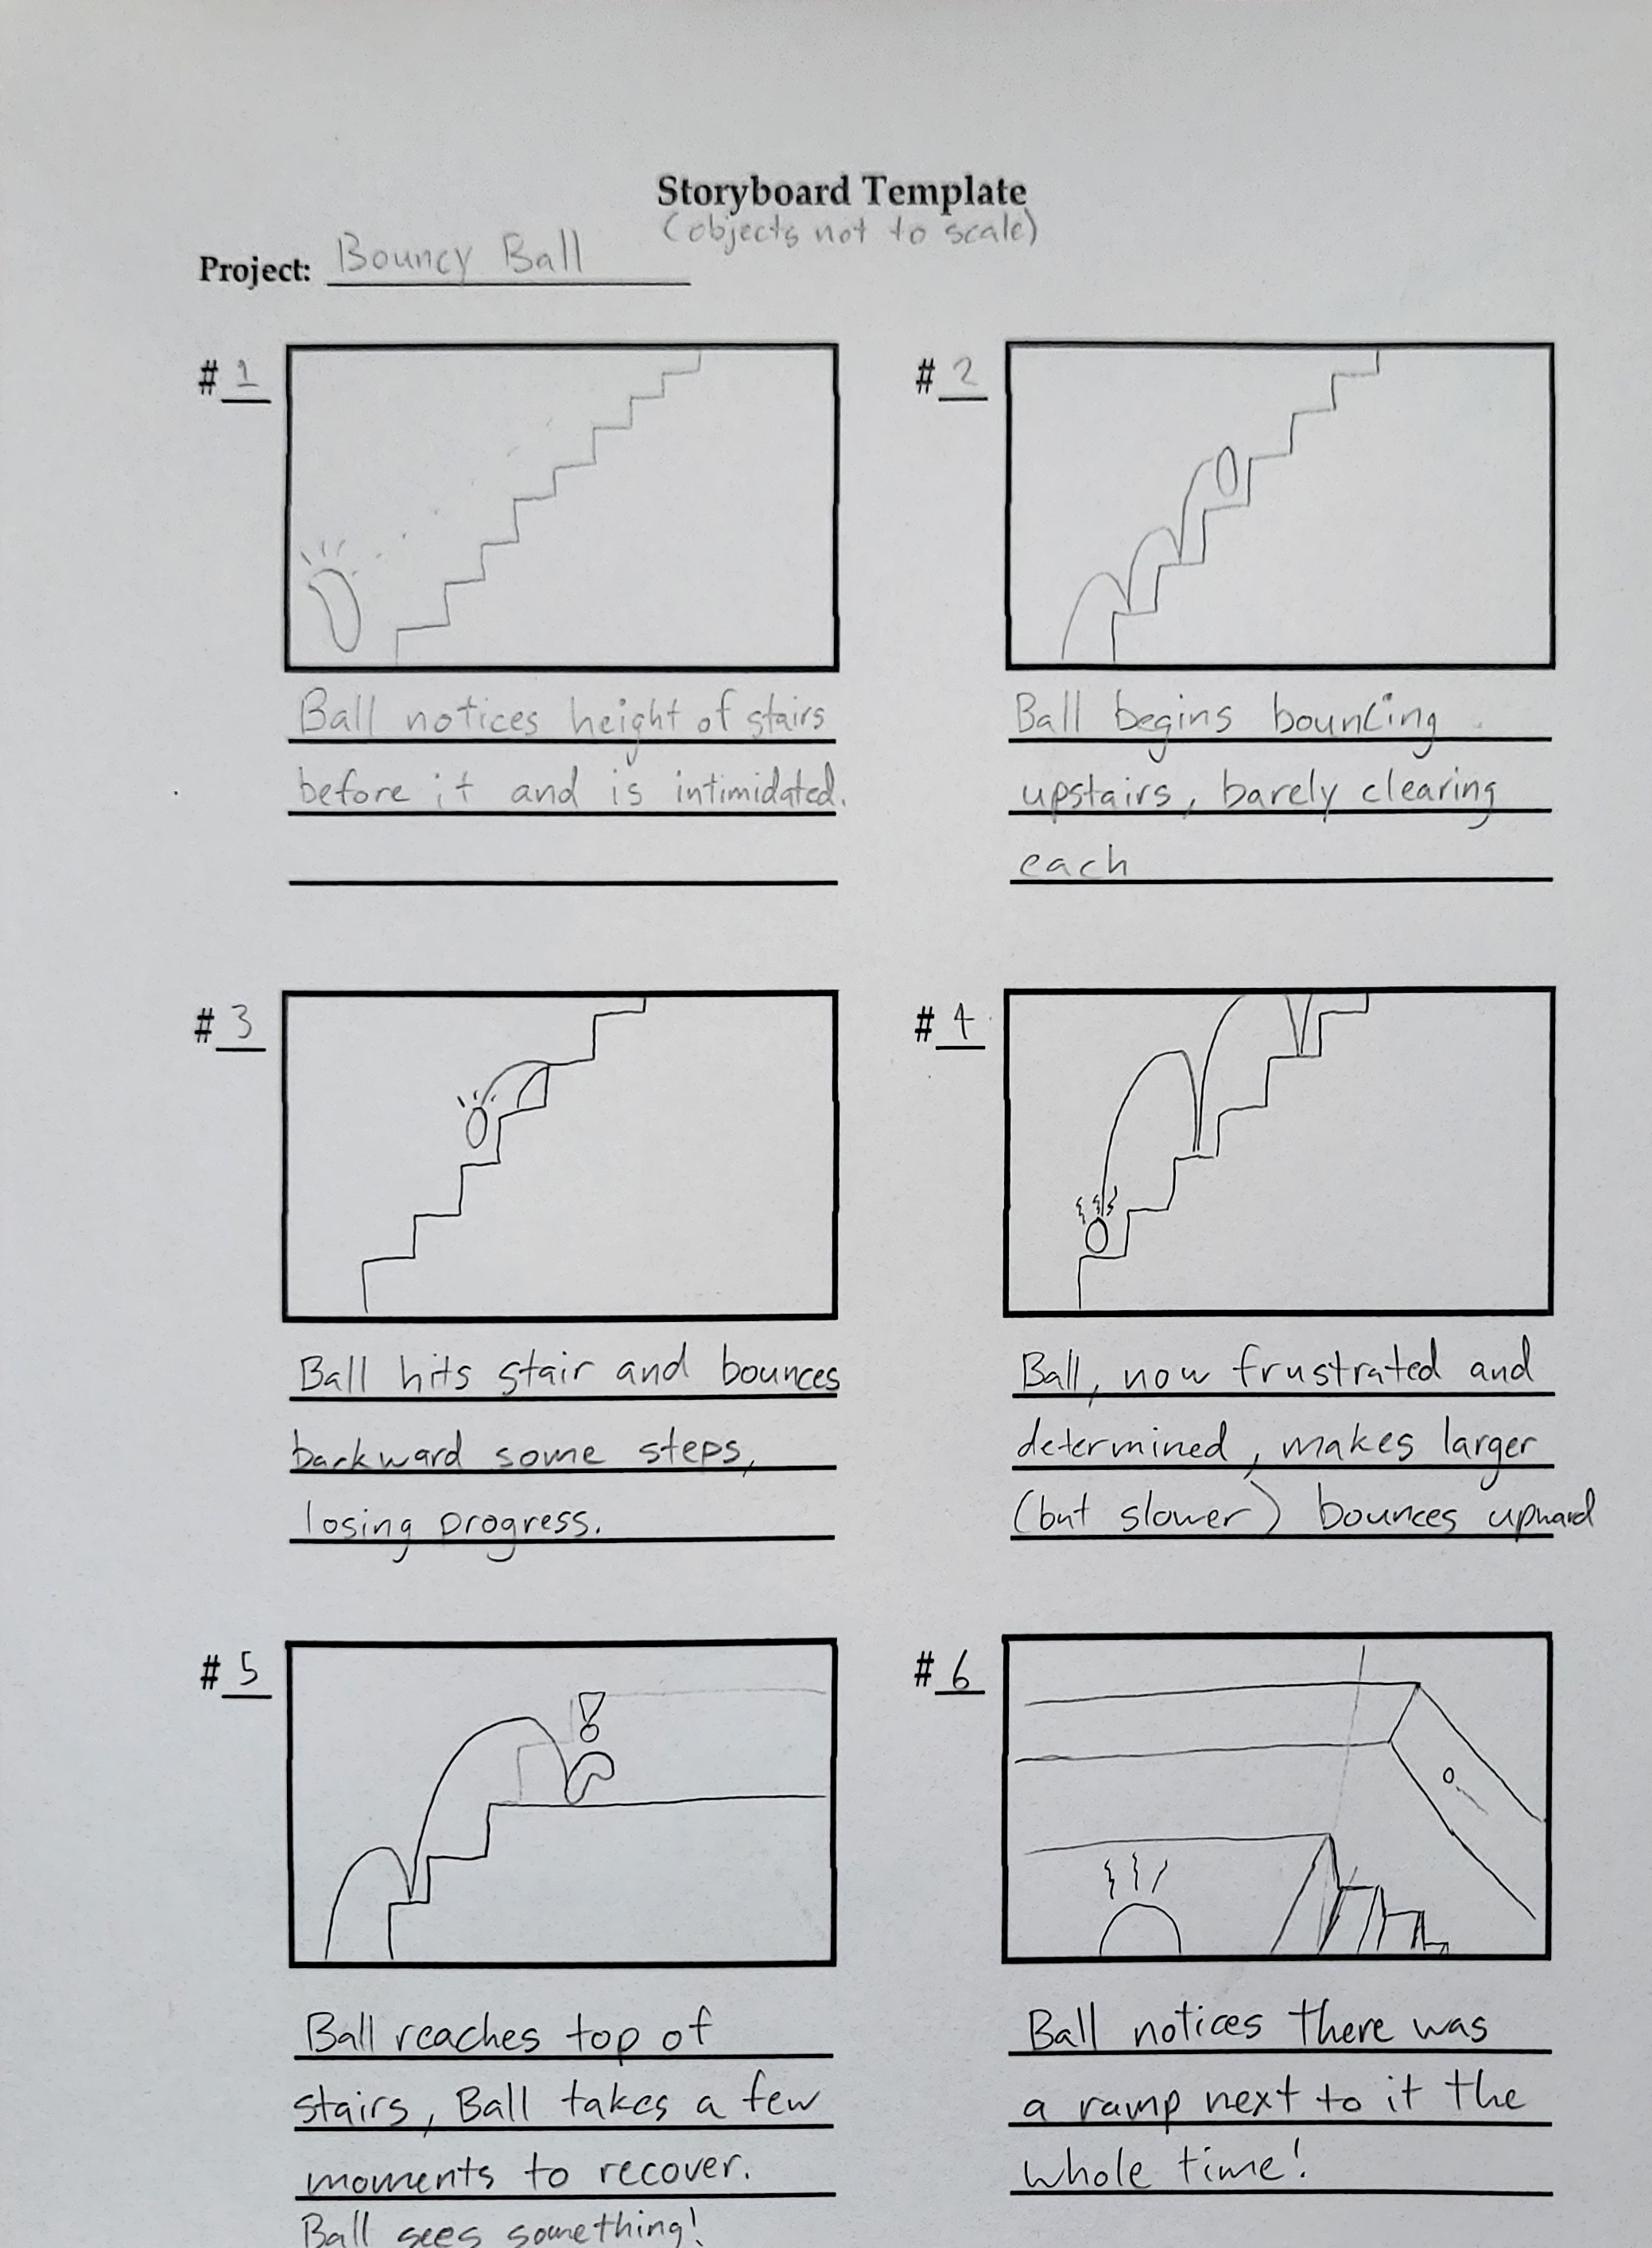 Storyboard Template
(objects not to scale)
Project: Bouncy Ball
# 1
Ball notices height of stairs
before it and is intimidated.
# 2
Ball begins bouncing
upstairs, barely clearing
each
# 3
Ball hits stair and bounces
backward some steps,
losing progress.
# 4
Ball, now frustrated and
determined, makes larger
(but slower) bounces upward
# 5
!
Ball reaches top of
stairs, Ball takes a few
moments to recover.
Ball sees something!
# 6
Ball notices there was
a ramp next to it the
whole time!